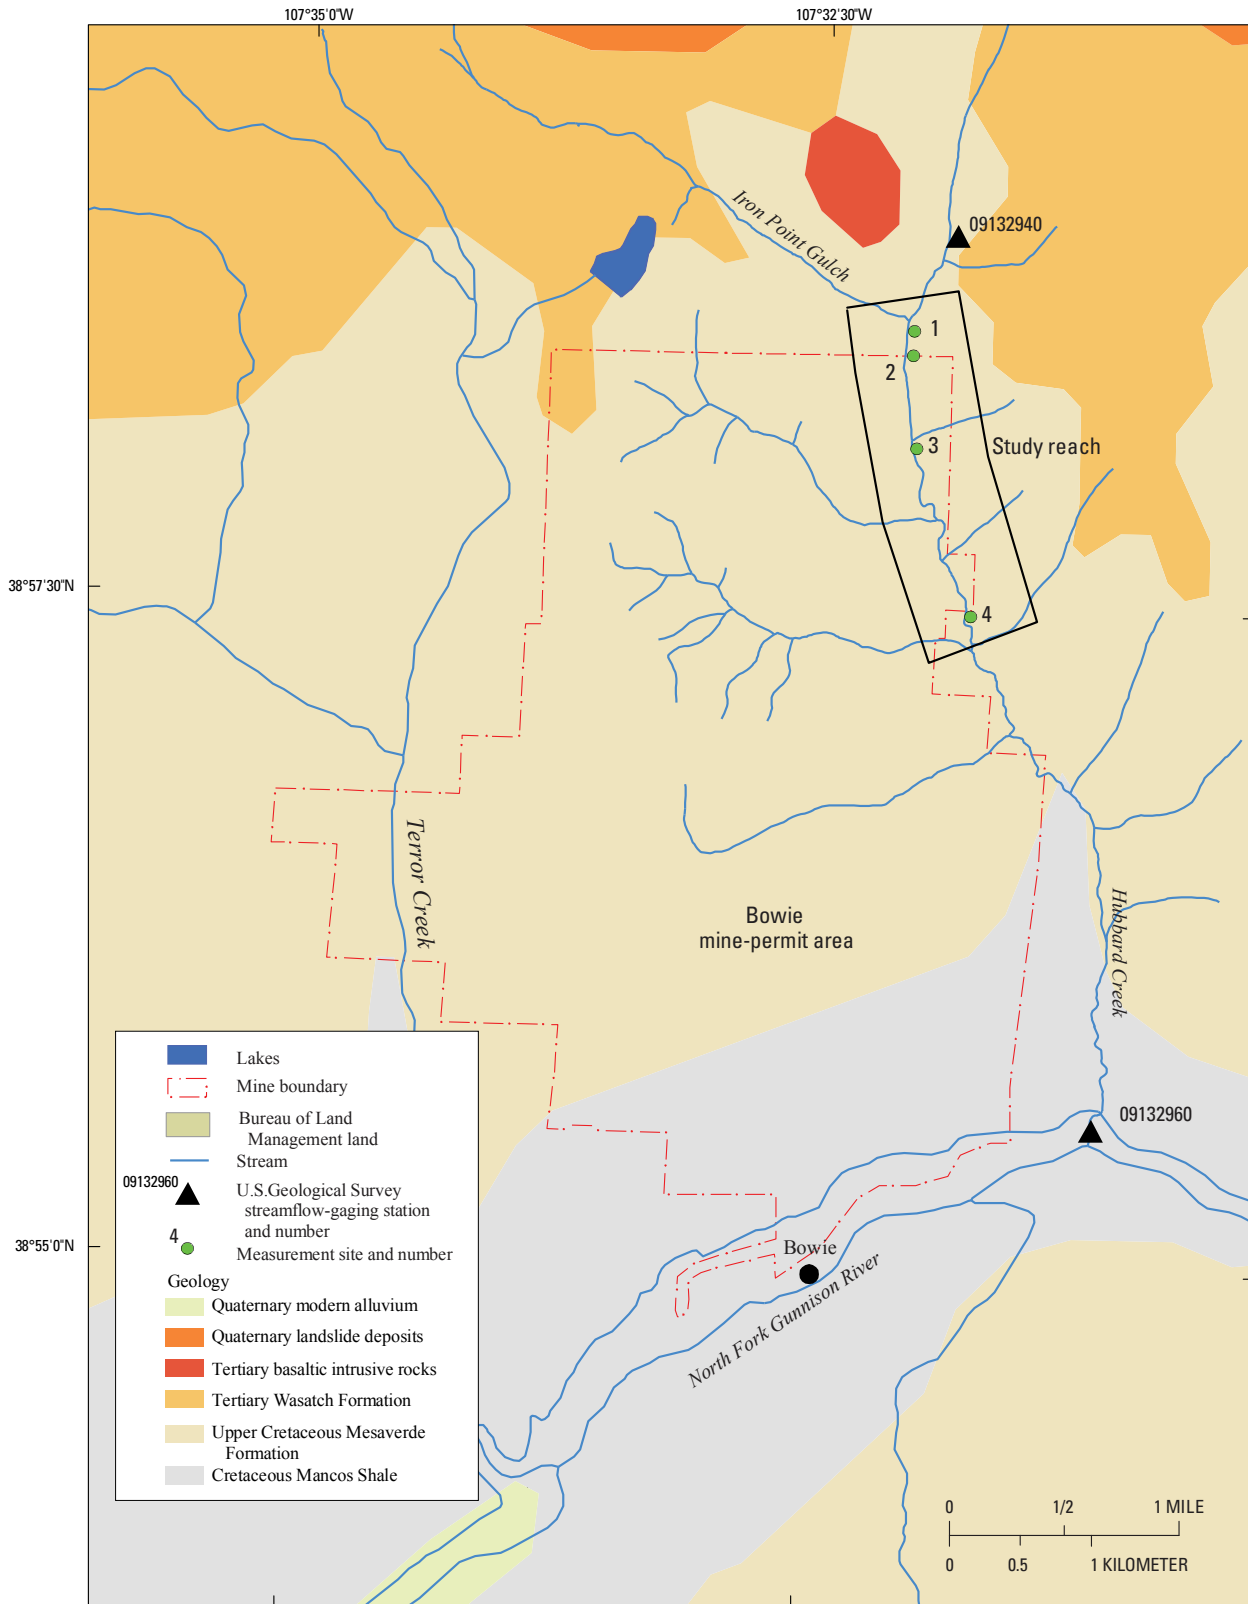 107°35'0"W
107°32'30"W
Iron Point Gulch
09132940
1
2
3
Study reach
38°57'30"N
4
Terror Creek
Bowie
mine-permit area
Hubbard Creek
09132960
38°55'0"N
Bowie
North Fork Gunnison River
Lakes
Mine boundary
Bureau of Land
Management land
Stream
09132960
U.S.Geological Survey
streamflow-gaging station
and number
4
Measurement site and number
Geology
Quaternary modern alluvium
Quaternary landslide deposits
Tertiary basaltic intrusive rocks
Tertiary Wasatch Formation
Upper Cretaceous Mesaverde
Formation
Cretaceous Mancos Shale
0 1/2 1 MILE
0 0.5 1 KILOMETER